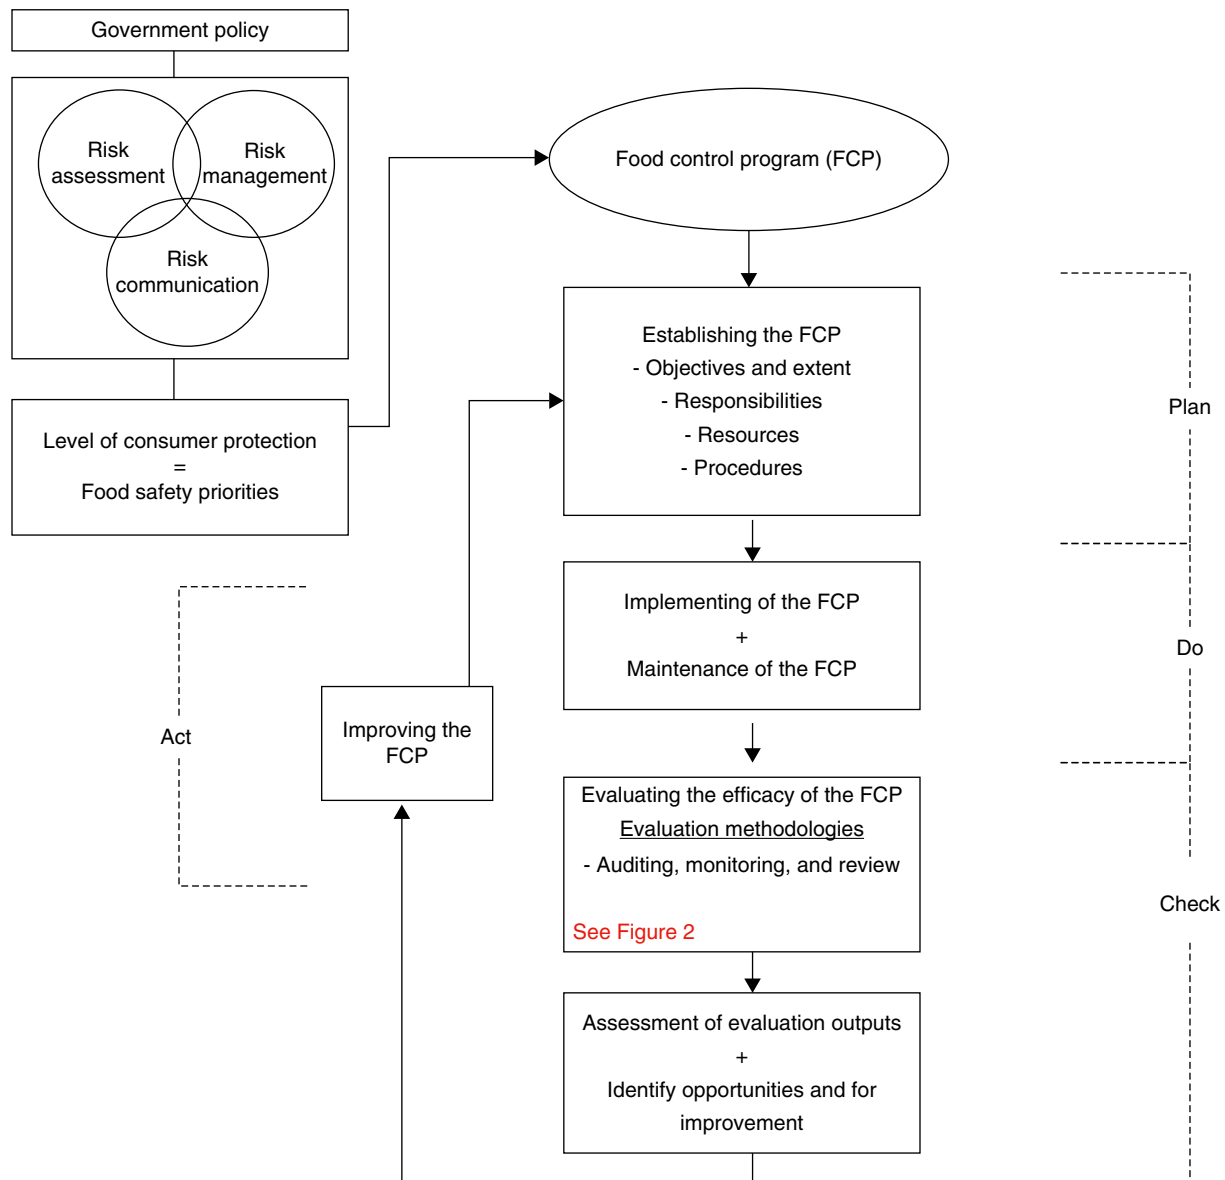 Government policy
Risk
assessment
Risk
management
Risk
communication
Level of consumer protection
=
Food safety priorities
Food control program (FCP)
Establishing the FCP
- Objectives and extent
- Responsibilities
- Resources
- Procedures
Plan
Implementing of the FCP
+
Maintenance of the FCP
Do
Act
Improving the
FCP
Evaluating the efficacy of the FCP
Evaluation methodologies
- Auditing, monitoring, and review
See Figure 2
Check
Assessment of evaluation outputs
+
Identify opportunities and for
improvement